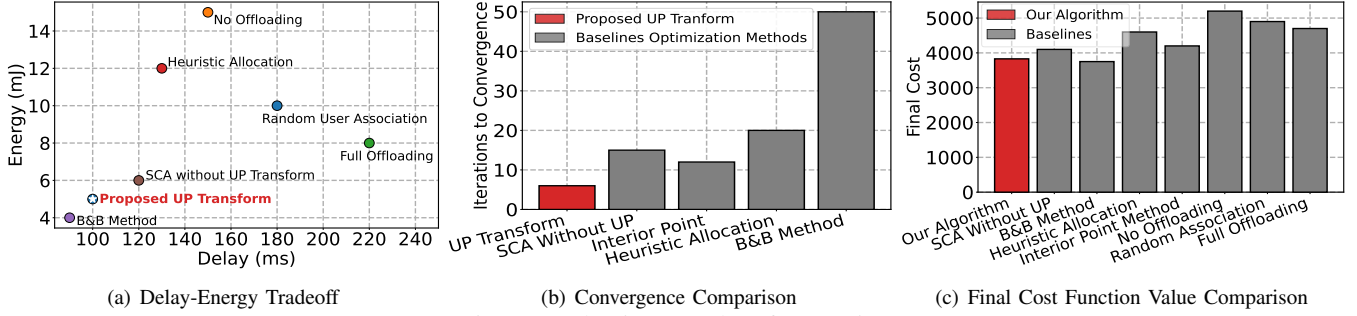 Energy (mJ)
14
12
10
8
6
4
No Offloading
Heuristic Allocation
Random User Association
Full Offloading
SCA without UP Transform
Proposed UP Transform
B&B Method
100 120 140 160 180 200 220 240
Delay (ms)
(a) Delay-Energy Tradeoff
Iterations to Convergence
50
40
30
20
10
0
Proposed UP Tranform
Baselines Optimization Methods
UP Transform
SCA Without UP
Interior Point
Heuristic Allocation
B&B Method
(b) Convergence Comparison
Final Cost
5000
4000
3000
2000
1000
0
Our Algorithm
Baselines
Our Algorithm
SCA Without UP
B&B Method
Heuristic Allocation
Interior Point Method
No Offloading
Random Association
Full Offloading
(c) Final Cost Function Value Comparison